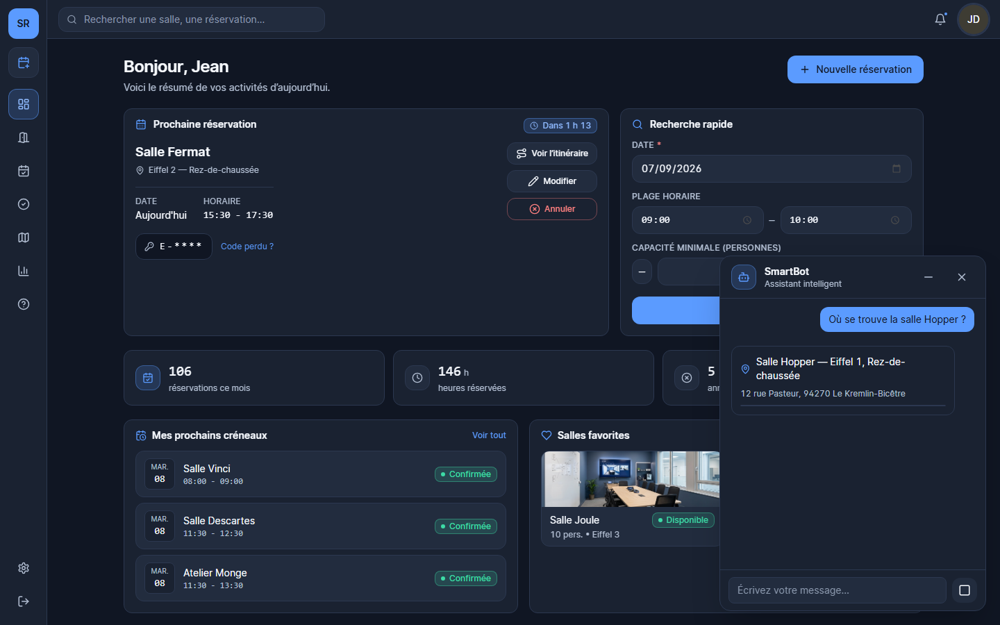 SR
Rechercher une salle, une réservation...
JD
Bonjour, Jean
Voici le résumé de vos activités d'aujourd'hui.
Nouvelle réservation
Prochaine réservation
Dans 1 h 13
Salle Fermat
Eiffel 2 — Rez-de-chaussée
DATE
HORAIRE
Aujourd'hui
15:30 - 17:30
E-****
Code perdu ?
Voir l'itinéraire
Modifier
Annuler
Recherche rapide
DATE *
07/09/2026
PLAGE HORAIRE
09:00 – 10:00
CAPACITÉ MINIMALE (PERSONNES)
106
réservations ce mois
146 h
heures réservées
5
Mes prochains créneaux
Voir tout
MAR.
08
Salle Vinci
08:00 - 09:00
Confirmée
MAR.
08
Salle Descartes
11:30 - 12:30
Confirmée
MAR.
08
Atelier Monge
11:30 - 13:30
Confirmée
Salles favorites
Salle Joule
Disponible
10 pers. • Eiffel 3
SmartBot
Assistant intelligent
Où se trouve la salle Hopper ?
Salle Hopper — Eiffel 1, Rez-de-
chaussée
12 rue Pasteur, 94270 Le Kremlin-Bicêtre
Écrivez votre message...